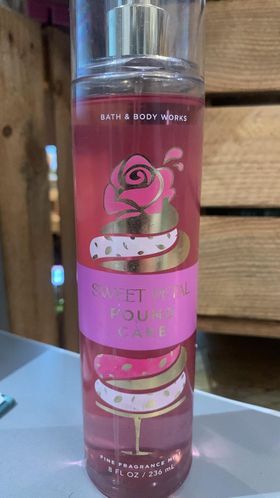 BATH & BODY WORKS
SWEET PETAL
POUND
CAKE
FINE FRAGRANCE MIST
8 FL OZ / 236 mL